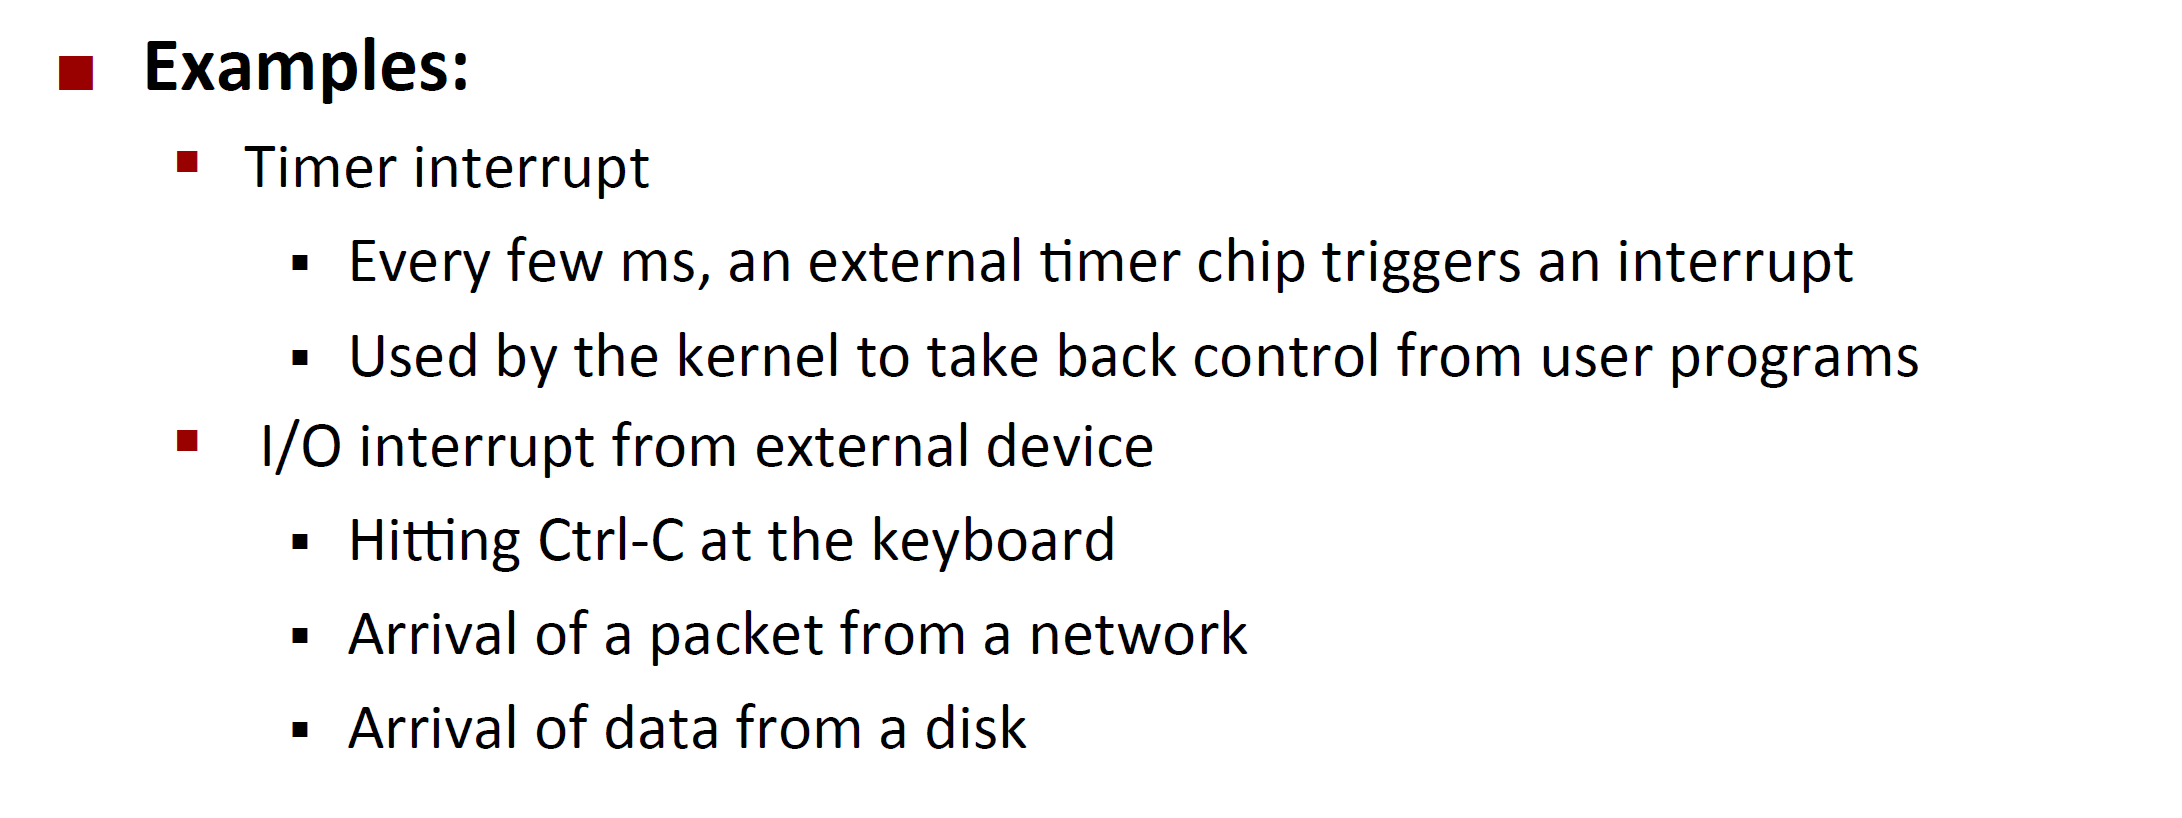 Examples:
Timer interrupt
Every few ms, an external timer chip triggers an interrupt
Used by the kernel to take back control from user programs
I/O interrupt from external device
Hitting Ctrl-C at the keyboard
Arrival of a packet from a network
Arrival of data from a disk